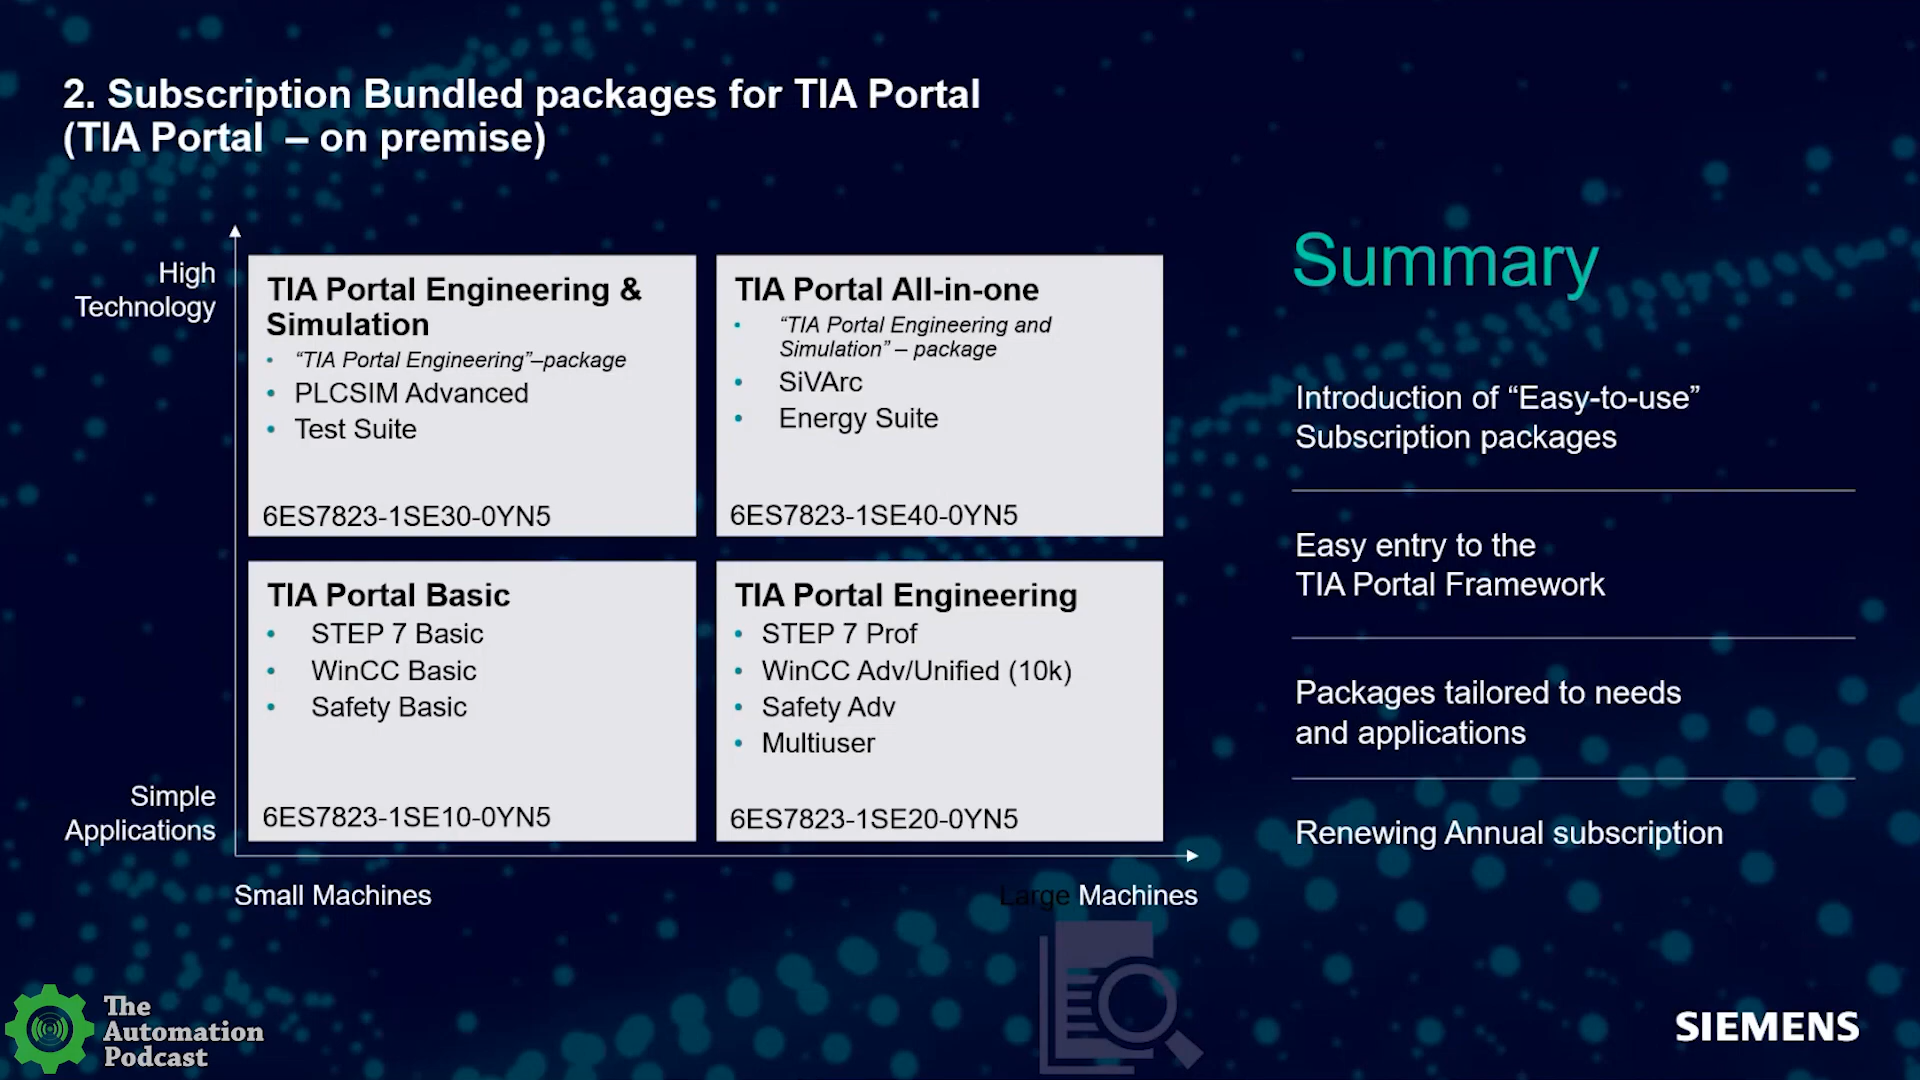 2. Subscription Bundled packages for TIA Portal
(TIA Portal – on premise)
High
Technology
TIA Portal Engineering &
Simulation
• “TIA Portal Engineering”–package
• PLCSIM Advanced
• Test Suite
6ES7823-1SE30-0YN5
TIA Portal All-in-one
• “TIA Portal Engineering and
Simulation” – package
• SiVArc
• Energy Suite
6ES7823-1SE40-0YN5
TIA Portal Basic
• STEP 7 Basic
• WinCC Basic
• Safety Basic
6ES7823-1SE10-0YN5
TIA Portal Engineering
• STEP 7 Prof
• WinCC Adv/Unified (10k)
• Safety Adv
• Multiuser
6ES7823-1SE20-0YN5
Simple
Applications
Small Machines
Large Machines
Summary
Introduction of “Easy-to-use”
Subscription packages
Easy entry to the
TIA Portal Framework
Packages tailored to needs
and applications
Renewing Annual subscription
The
Automation
Podcast
SIEMENS